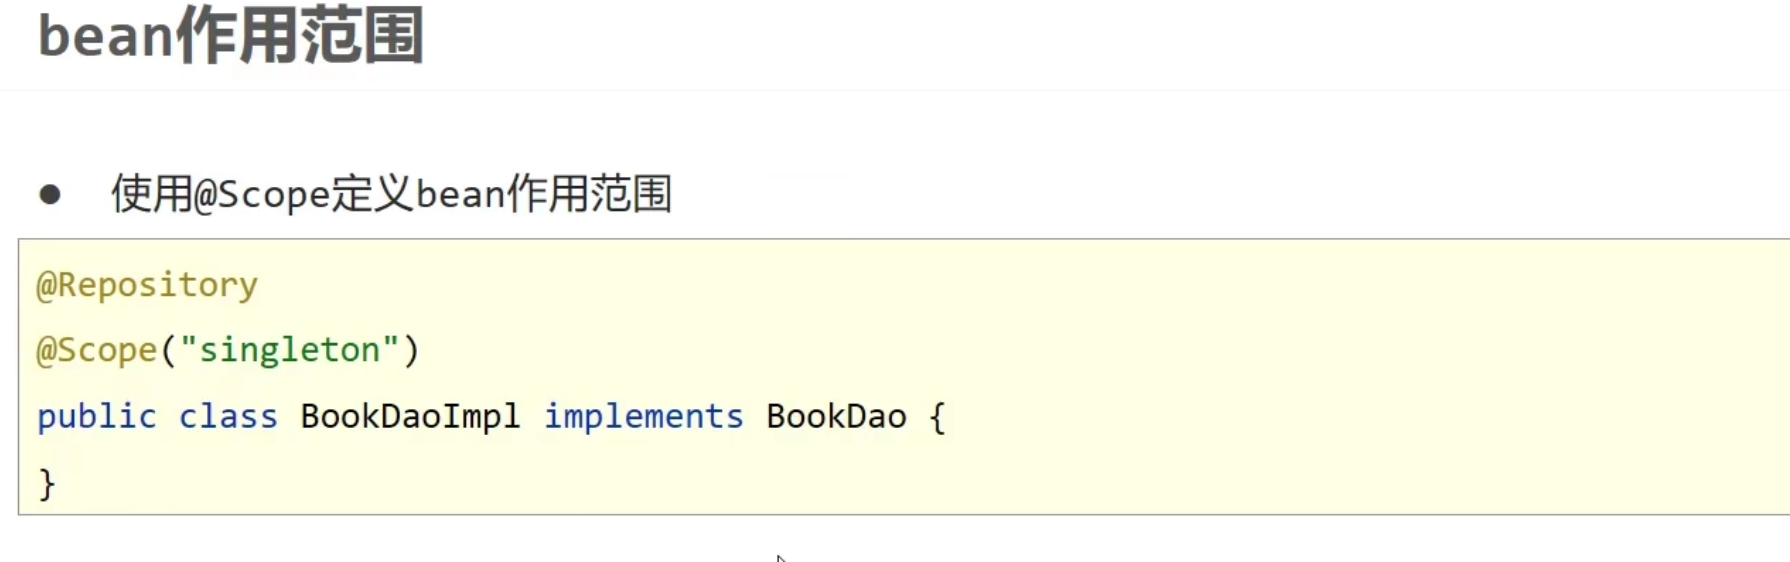 bean作用范围
● 使用@Scope定义bean作用范围
@Repository
@Scope("singleton")
public class BookDaoImpl implements BookDao {
}